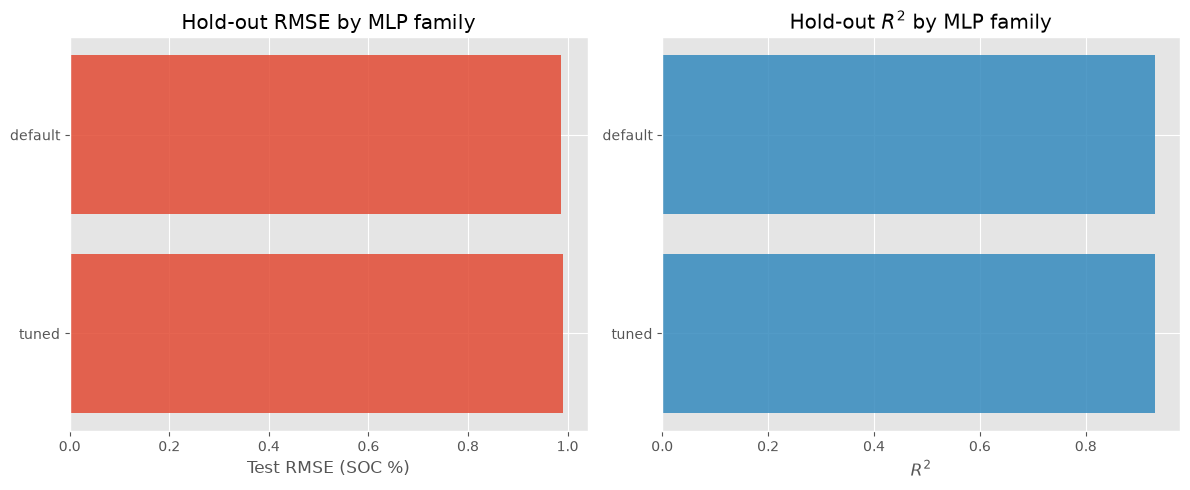 Hold-out RMSE by MLP family
default
tuned
0.0 0.2 0.4 0.6 0.8 1.0
Test RMSE (SOC %)
Hold-out R² by MLP family
default
tuned
0.0 0.2 0.4 0.6 0.8
R²